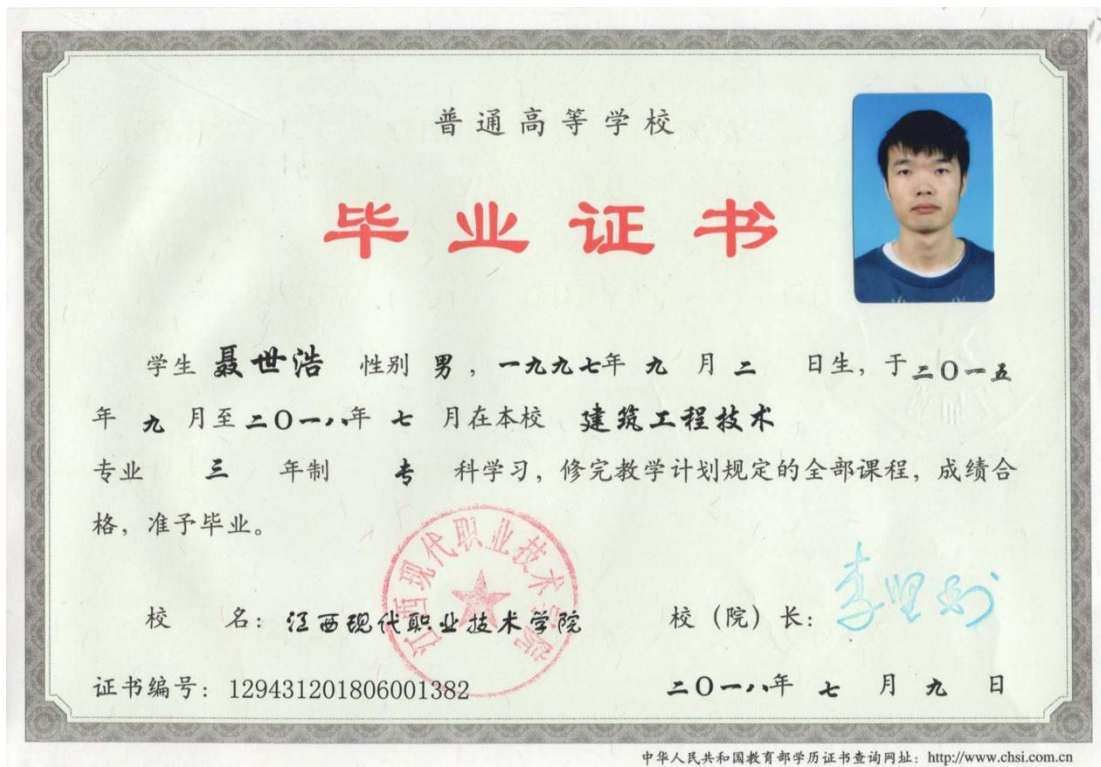 普通高等学校
毕业证书
学生 聂世浩 性别 男，一九九七年 九 月 二 日生，于二〇一五
年 九 月至二〇一八年 七 月在本校 建筑工程技术
专业 三 年制 专 科学习，修完教学计划规定的全部课程，成绩合
格，准予毕业。
江西现代职业技术学院
校 名：江西现代职业技术学院 校（院）长：
证书编号：129431201806001382 二〇一八年 七 月 九 日
中华人民共和国教育部学历证书查询网址：http://www.chsi.com.cn